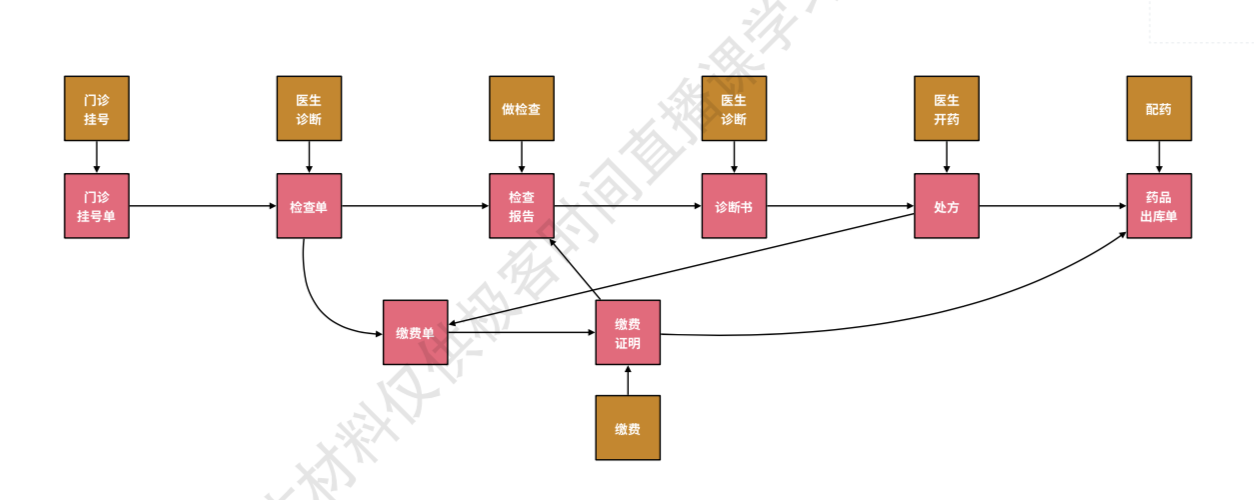 门诊
挂号
医生
诊断
做检查
医生
诊断
医生
开药
配药
门诊
挂号单
检查单
检查
报告
诊断书
处方
药品
出库单
缴费单
缴费
证明
缴费
材料仅供极客时间直播课学